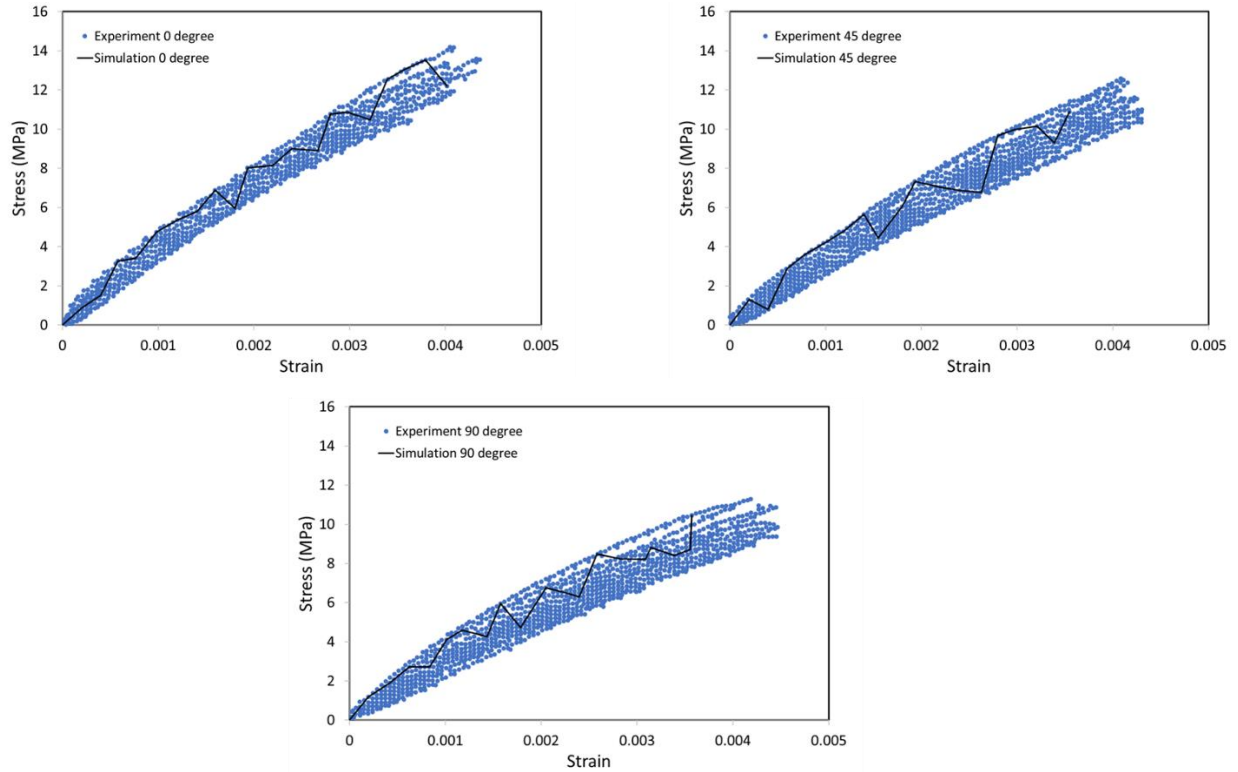 16
14
12
10
8
6
4
2
0
Stress (MPa)
Experiment 0 degree
Simulation 0 degree
0 0.001 0.002 0.003 0.004 0.005
Strain
16
14
12
10
8
6
4
2
0
Stress (MPa)
Experiment 45 degree
Simulation 45 degree
0 0.001 0.002 0.003 0.004 0.005
Strain
16
14
12
10
8
6
4
2
0
Stress (MPa)
Experiment 90 degree
Simulation 90 degree
0 0.001 0.002 0.003 0.004 0.005
Strain